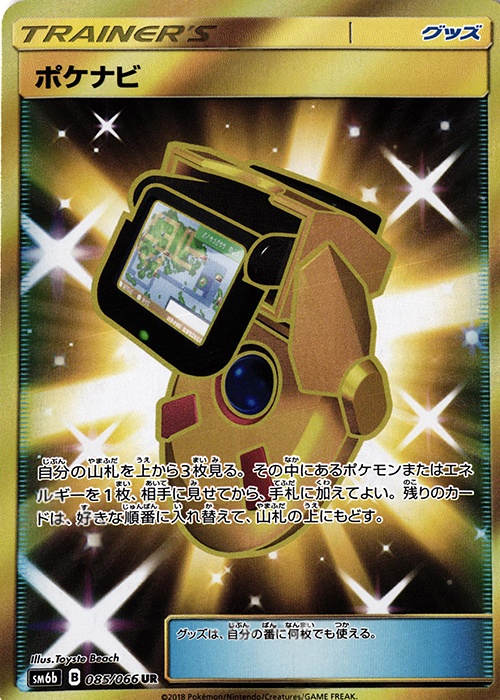 TRAINER'S グッズ
ポケナビ
自分の山札を上から3枚見る。その中にあるポケモンまたはエネ
ルギーを1枚、相手に見せてから、手札に加えてよい。残りのカー
ドは、好きな順番に入れ替えて、山札の上にもどす。
グッズは、自分の番に何枚でも使える。
Illus.Toyste Beach
sm6b B 085/066 UR
©2018 Pokémon/Nintendo/Creatures/GAME FREAK.